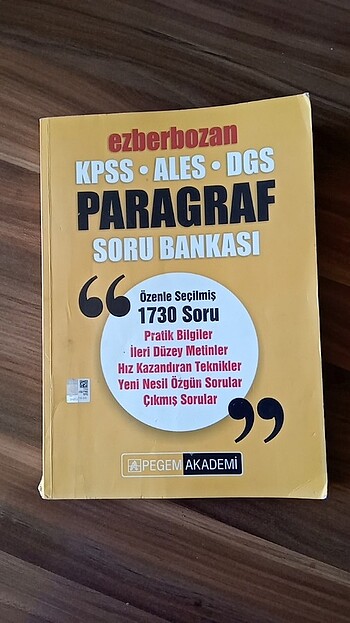 ezberbozan
KPSS • ALES • DGS
PARAGRAF
SORU BANKASI
Özenle Seçilmiş
1730 Soru
Pratik Bilgiler
İleri Düzey Metinler
Hız Kazandıran Teknikler
Yeni Nesil Özgün Sorular
Çıkmış Sorular
PEGEM AKADEMİ